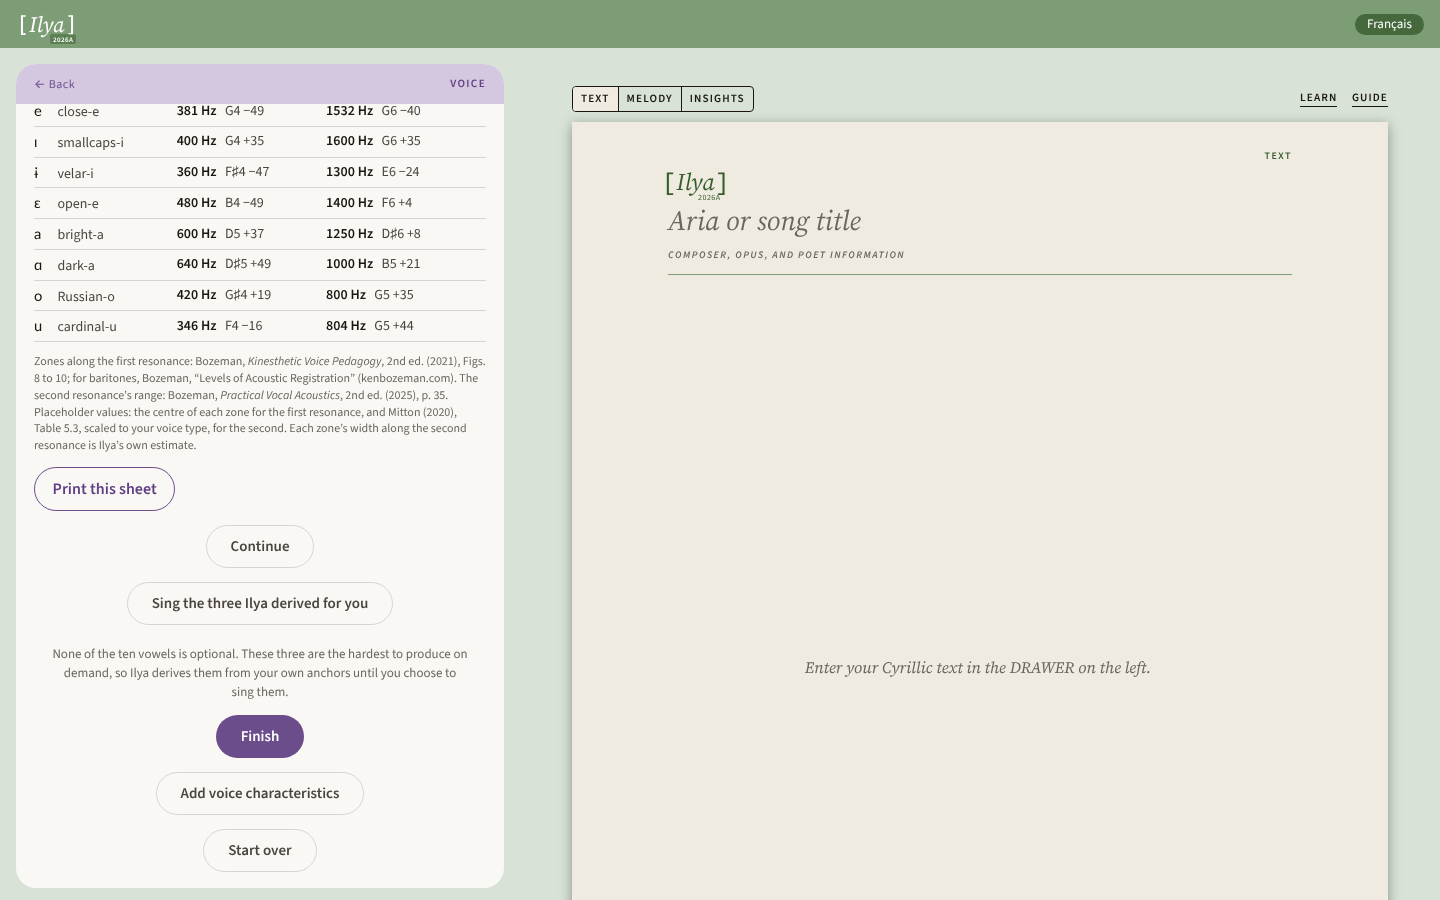 [Ilya]
2026A
Français
← Back
VOICE
e close-e 381 Hz G4 −49 1532 Hz G6 −40
ɪ smallcaps-i 400 Hz G4 +35 1600 Hz G6 +35
ɨ velar-i 360 Hz F♯4 −47 1300 Hz E6 −24
ɛ open-e 480 Hz B4 −49 1400 Hz F6 +4
a bright-a 600 Hz D5 +37 1250 Hz D♯6 +8
ɑ dark-a 640 Hz D♯5 +49 1000 Hz B5 +21
o Russian-o 420 Hz G♯4 +19 800 Hz G5 +35
u cardinal-u 346 Hz F4 −16 804 Hz G5 +44
Zones along the first resonance: Bozeman, Kinesthetic Voice Pedagogy, 2nd ed. (2021), Figs.
8 to 10; for baritones, Bozeman, “Levels of Acoustic Registration” (kenbozeman.com). The
second resonance’s range: Bozeman, Practical Vocal Acoustics, 2nd ed. (2025), p. 35.
Placeholder values: the centre of each zone for the first resonance, and Mitton (2020),
Table 5.3, scaled to your voice type, for the second. Each zone’s width along the second
resonance is Ilya’s own estimate.
Print this sheet
Continue
Sing the three Ilya derived for you
None of the ten vowels is optional. These three are the hardest to produce on
demand, so Ilya derives them from your own anchors until you choose to
sing them.
Finish
Add voice characteristics
Start over
TEXT MELODY INSIGHTS
LEARN GUIDE
TEXT
[Ilya]
2026A
Aria or song title
COMPOSER, OPUS, AND POET INFORMATION
Enter your Cyrillic text in the DRAWER on the left.